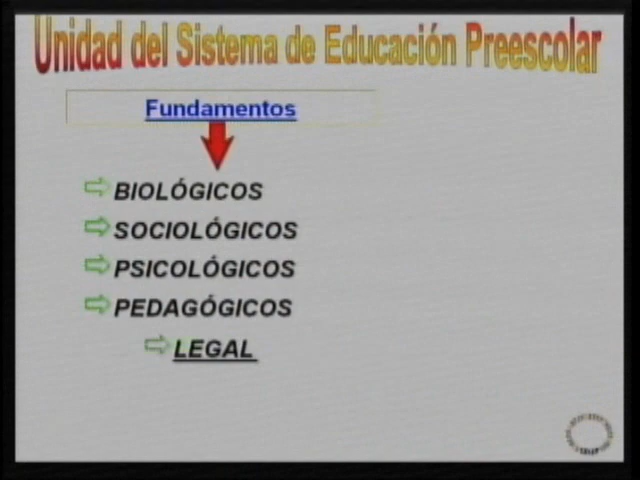 Unidad del Sistema de Educación Preescolar
Fundamentos
BIOLÓGICOS
SOCIOLÓGICOS
PSICOLÓGICOS
PEDAGÓGICOS
LEGAL